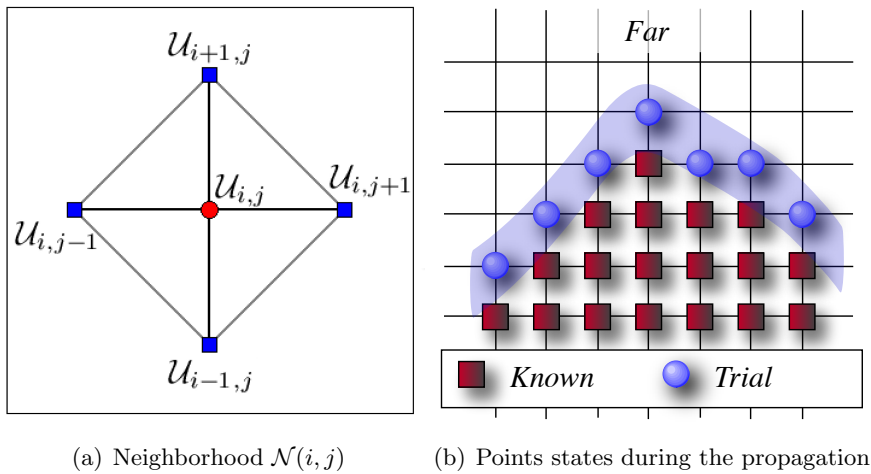 𝒰_{i+1,j}
𝒰_{i,j}
𝒰_{i,j+1}
𝒰_{i,j−1}
𝒰_{i−1,j}
Far
Known
Trial
(a) Neighborhood 𝒩(i, j)
(b) Points states during the propagation